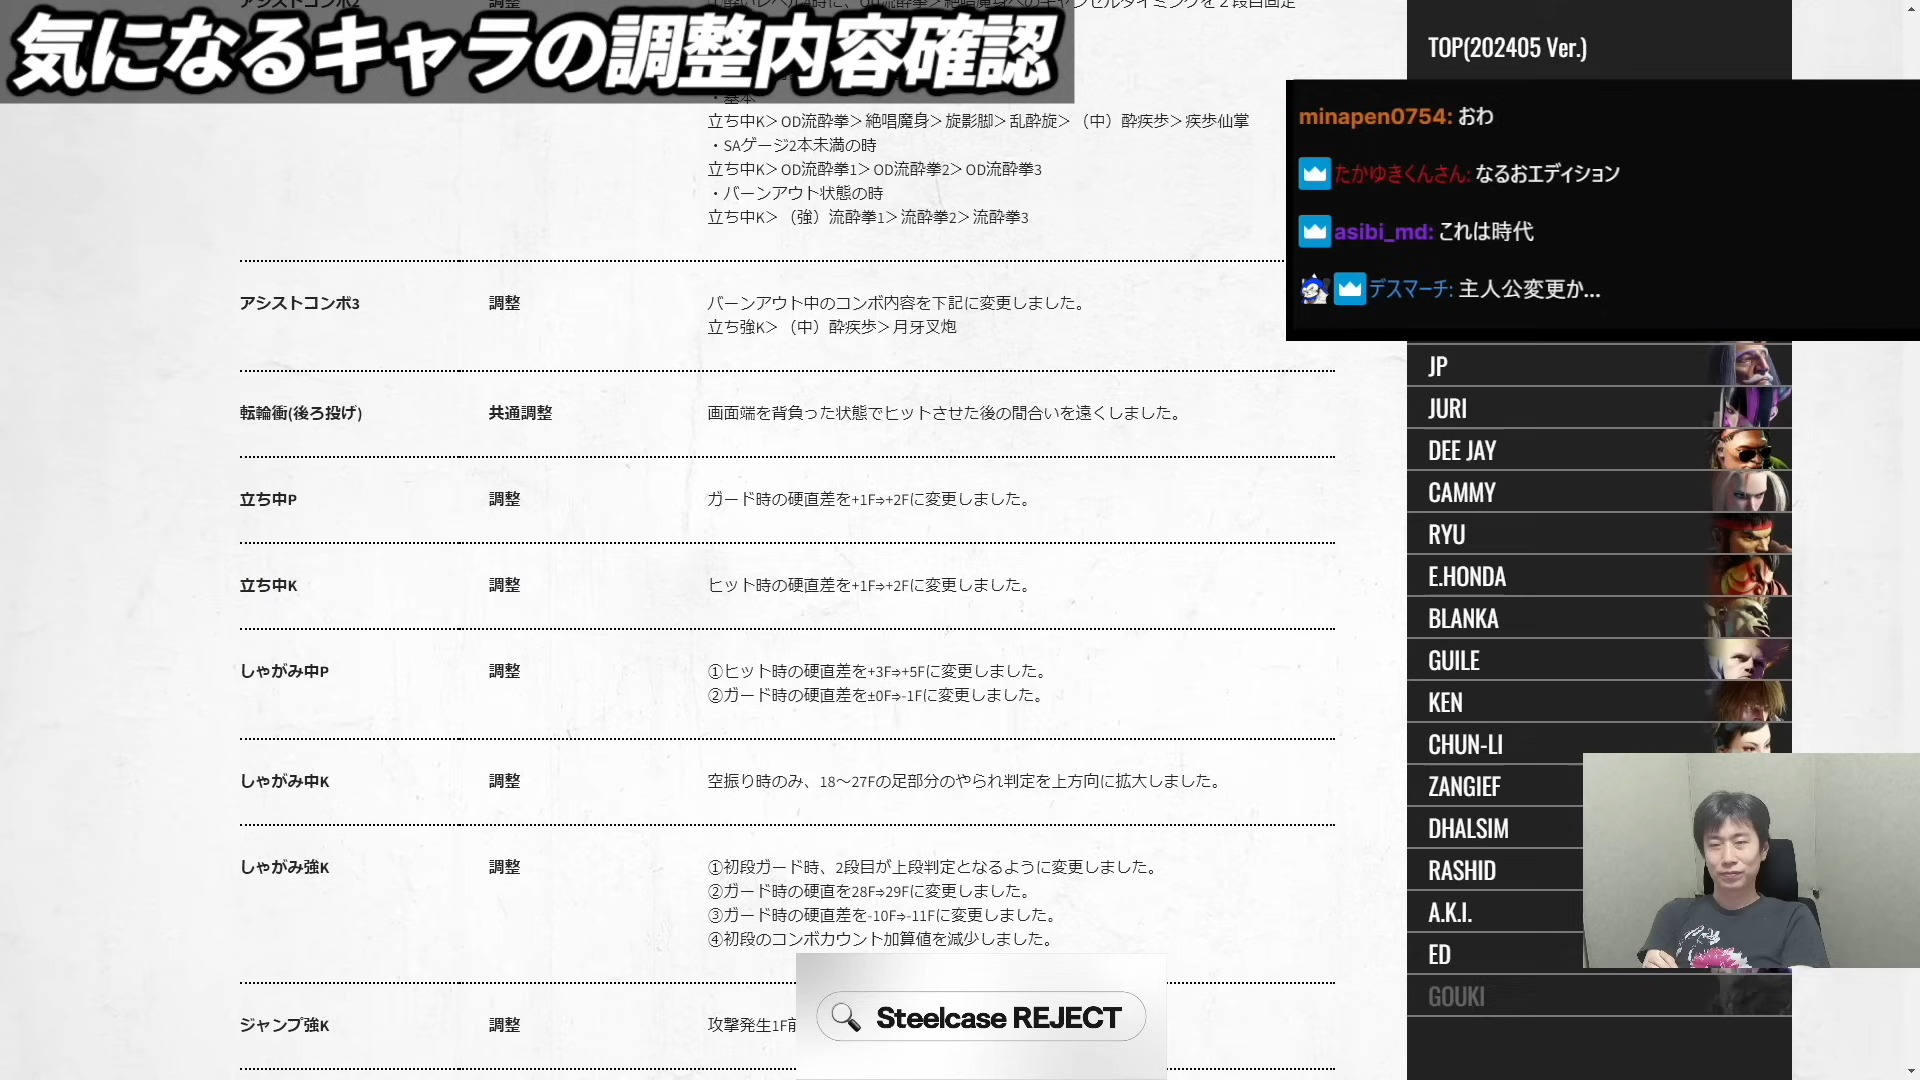 気になるキャラの調整内容確認
アシストコンボ2
調整
・基本
立ち中K＞OD流酔拳＞絶唱魔身＞旋影脚＞乱酔旋＞（中）酔疾歩＞疾歩仙掌
・SAゲージ2本未満の時
立ち中K＞OD流酔拳1＞OD流酔拳2＞OD流酔拳3
・バーンアウト状態の時
立ち中K＞（強）流酔拳1＞流酔拳2＞流酔拳3
アシストコンボ3
調整
バーンアウト中のコンボ内容を下記に変更しました。
立ち強K＞（中）酔疾歩＞月牙叉炮
転輪衝(後ろ投げ)
共通調整
画面端を背負った状態でヒットさせた後の間合いを遠くしました。
立ち中P
調整
ガード時の硬直差を+1F⇒+2Fに変更しました。
立ち中K
調整
ヒット時の硬直差を+1F⇒+2Fに変更しました。
しゃがみ中P
調整
①ヒット時の硬直差を+3F⇒+5Fに変更しました。
②ガード時の硬直差を±0F⇒-1Fに変更しました。
しゃがみ中K
調整
空振り時のみ、18～27Fの足部分のやられ判定を上方向に拡大しました。
しゃがみ強K
調整
①初段ガード時、2段目が上段判定となるように変更しました。
②ガード時の硬直を28F⇒29Fに変更しました。
③ガード時の硬直差を-10F⇒-11Fに変更しました。
④初段のコンボカウント加算値を減少しました。
ジャンプ強K
調整
攻撃発生1F前
Steelcase REJECT
TOP(202405 Ver.)
minapen0754: おわ
たかゆきくんさん: なるおエディション
asibi_md: これは時代
デスマーチ: 主人公変更か...
JP
JURI
DEE JAY
CAMMY
RYU
E.HONDA
BLANKA
GUILE
KEN
CHUN-LI
ZANGIEF
DHALSIM
RASHID
A.K.I.
ED
GOUKI